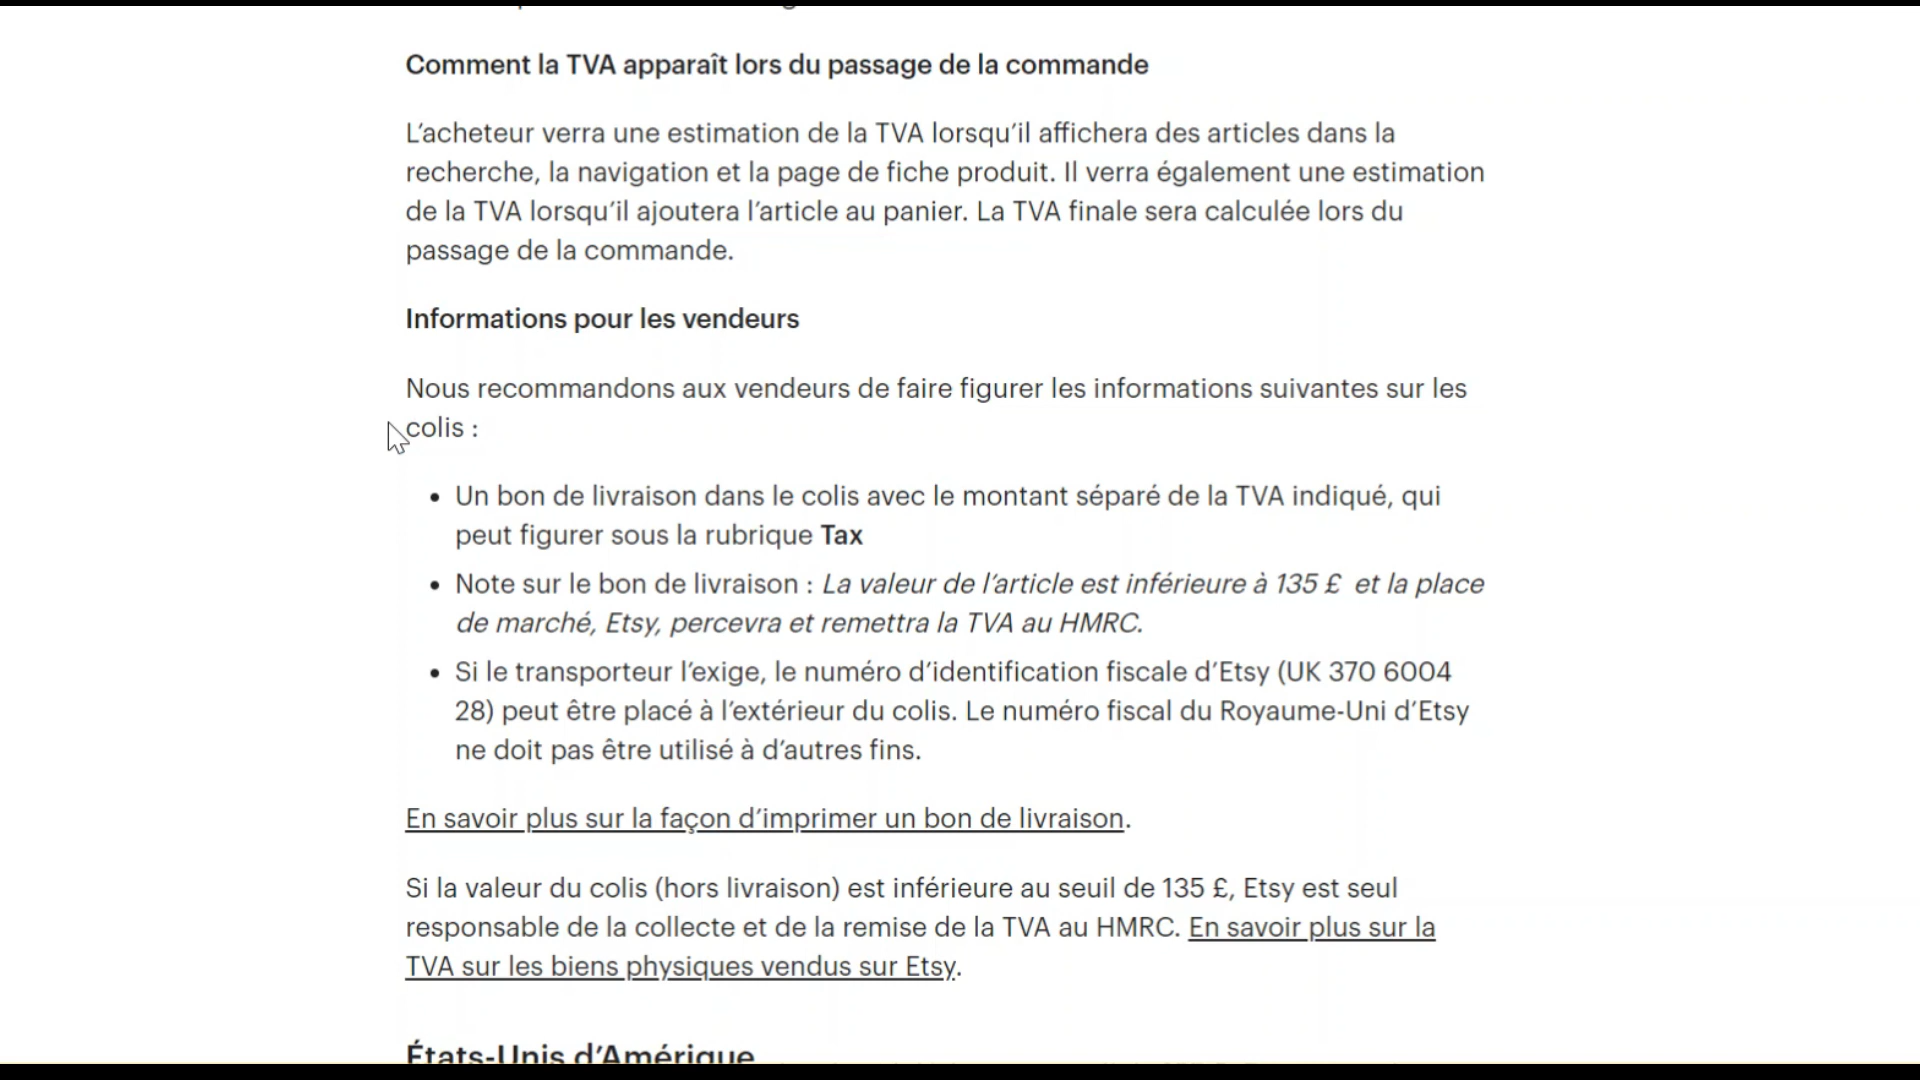 Comment la TVA apparaît lors du passage de la commande
L’acheteur verra une estimation de la TVA lorsqu’il affichera des articles dans la
recherche, la navigation et la page de fiche produit. Il verra également une estimation
de la TVA lorsqu’il ajoutera l’article au panier. La TVA finale sera calculée lors du
passage de la commande.
Informations pour les vendeurs
Nous recommandons aux vendeurs de faire figurer les informations suivantes sur les
colis :
• Un bon de livraison dans le colis avec le montant séparé de la TVA indiqué, qui
peut figurer sous la rubrique Tax
• Note sur le bon de livraison : La valeur de l’article est inférieure à 135 £ et la place
de marché, Etsy, percevra et remettra la TVA au HMRC.
• Si le transporteur l’exige, le numéro d’identification fiscale d’Etsy (UK 370 6004
28) peut être placé à l’extérieur du colis. Le numéro fiscal du Royaume-Uni d’Etsy
ne doit pas être utilisé à d’autres fins.
En savoir plus sur la façon d’imprimer un bon de livraison.
Si la valeur du colis (hors livraison) est inférieure au seuil de 135 £, Etsy est seul
responsable de la collecte et de la remise de la TVA au HMRC. En savoir plus sur la
TVA sur les biens physiques vendus sur Etsy.
États-Unis d’Amérique